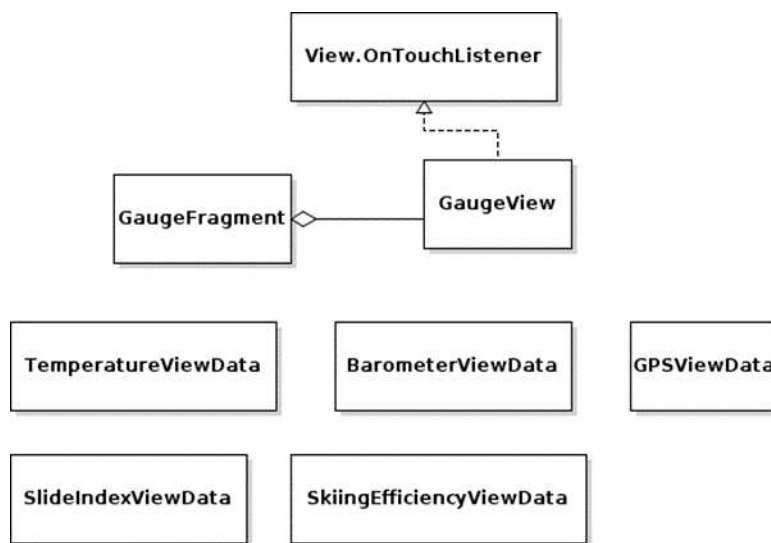 View.OnTouchListener
GaugeFragment
GaugeView
TemperatureViewData
BarometerViewData
GPSViewData
SlideIndexViewData
SkiingEfficiencyViewData